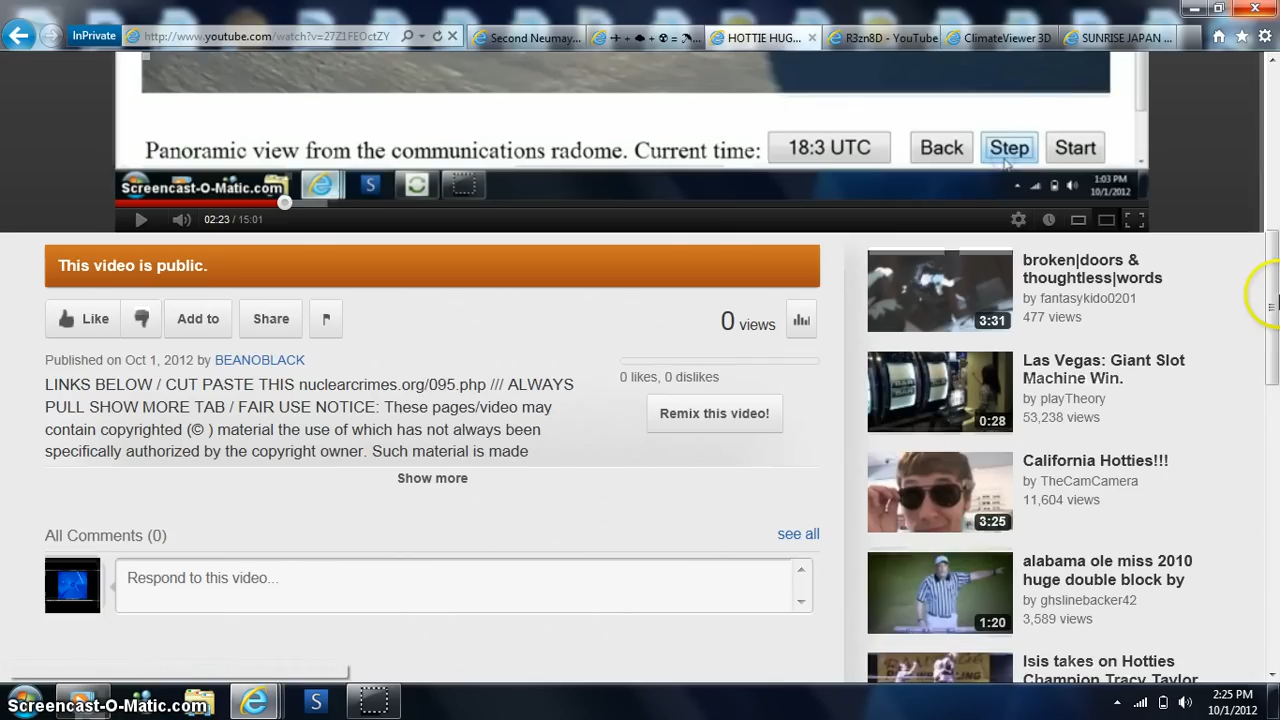 InPrivate
http://www.youtube.com/watch?v=27Z1FEOctZY
Second Neumay...
HOTTIE HUG...
R3zn8D - YouTube
ClimateViewer 3D
SUNRISE JAPAN ...
Panoramic view from the communications radome. Current time: 18:3 UTC Back Step Start
Screencast-O-Matic.com
1:03 PM
10/1/2012
02:23 / 15:01
This video is public.
Like
Add to
Share
0 views
Published on Oct 1, 2012 by BEANOBLACK
0 likes, 0 dislikes
LINKS BELOW / CUT PASTE THIS nuclearcrimes.org/095.php /// ALWAYS
PULL SHOW MORE TAB / FAIR USE NOTICE: These pages/video may
contain copyrighted (© ) material the use of which has not always been
specifically authorized by the copyright owner. Such material is made
Remix this video!
Show more
All Comments (0)
see all
Respond to this video...
broken|doors &
thoughtless|words
by fantasykido0201
477 views
3:31
Las Vegas: Giant Slot
Machine Win.
by playTheory
53,238 views
0:28
California Hotties!!!
by TheCamCamera
11,604 views
3:25
alabama ole miss 2010
huge double block by
by ghslinebacker42
3,589 views
1:20
Isis takes on Hotties
Champion Tracy Taylor
Screencast-O-Matic.com
2:25 PM
10/1/2012